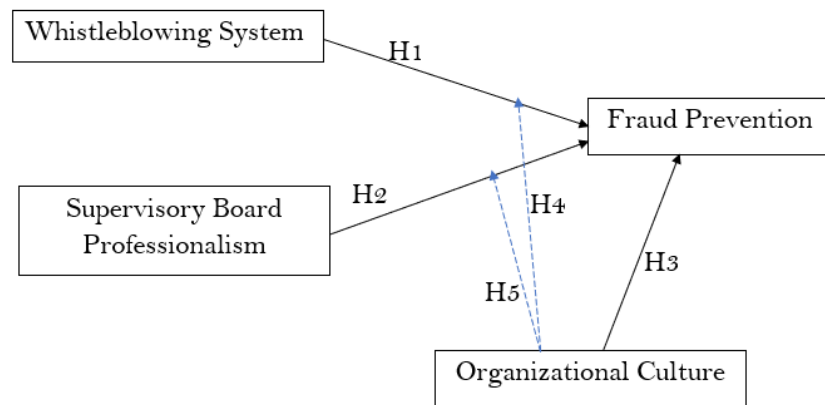 Whistleblowing System
H1
Fraud Prevention
Supervisory Board
Professionalism
H2
H4
H3
H5
Organizational Culture